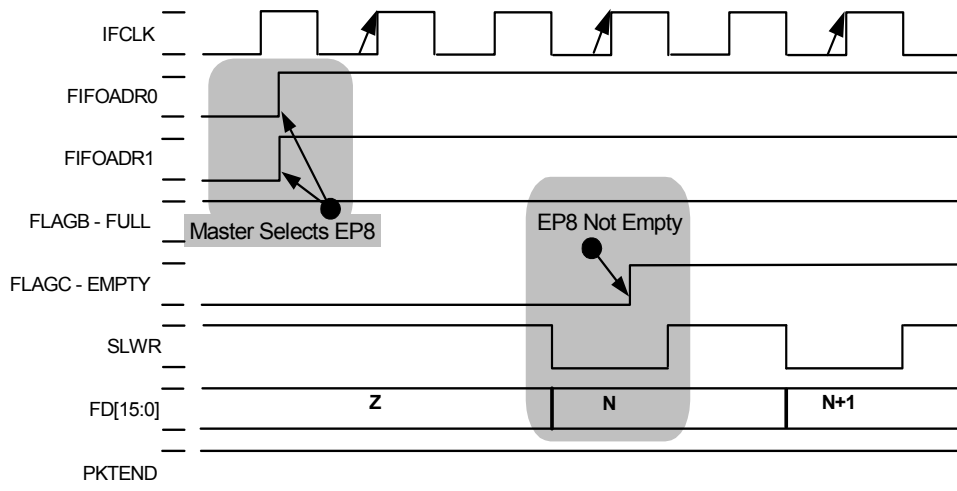 IFCLK
FIFOADR0
FIFOADR1
FLAGB - FULL
Master Selects EP8
EP8 Not Empty
FLAGC - EMPTY
SLWR
FD[15:0]
Z
N
N+1
PKTEND